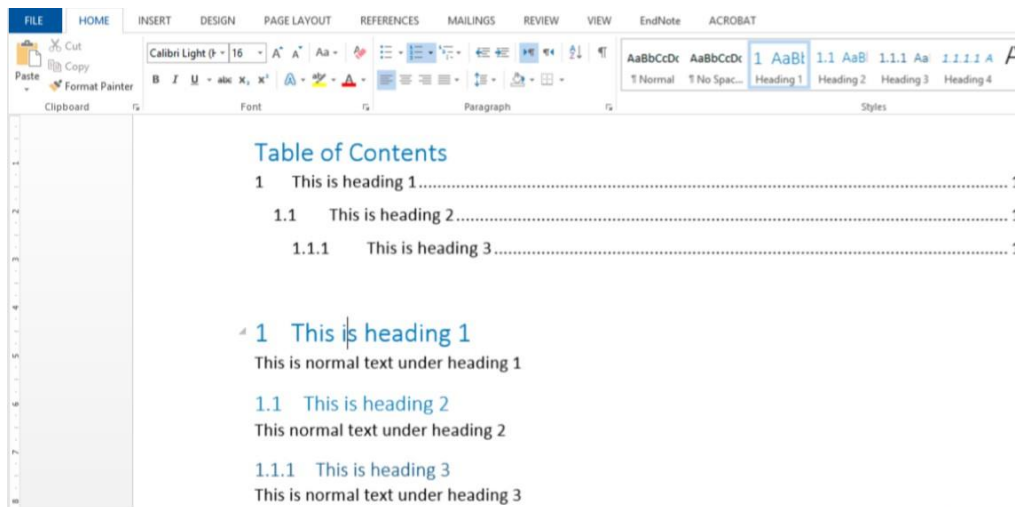 FILE HOME INSERT DESIGN PAGE LAYOUT REFERENCES MAILINGS REVIEW VIEW EndNote ACROBAT
Cut
Copy
Format Painter
Paste
Clipboard
Calibri Light (H 16
Font
Paragraph
AaBbCcDc AaBbCcDc 1 AaBb 1.1 AaB 1.1.1 Aa 1.1.1.1 A
¶ Normal ¶ No Spac... Heading 1 Heading 2 Heading 3 Heading 4
Styles
Table of Contents
1 This is heading 1 1
1.1 This is heading 2 1
1.1.1 This is heading 3 1
1 This is heading 1
This is normal text under heading 1
1.1 This is heading 2
This normal text under heading 2
1.1.1 This is heading 3
This is normal text under heading 3